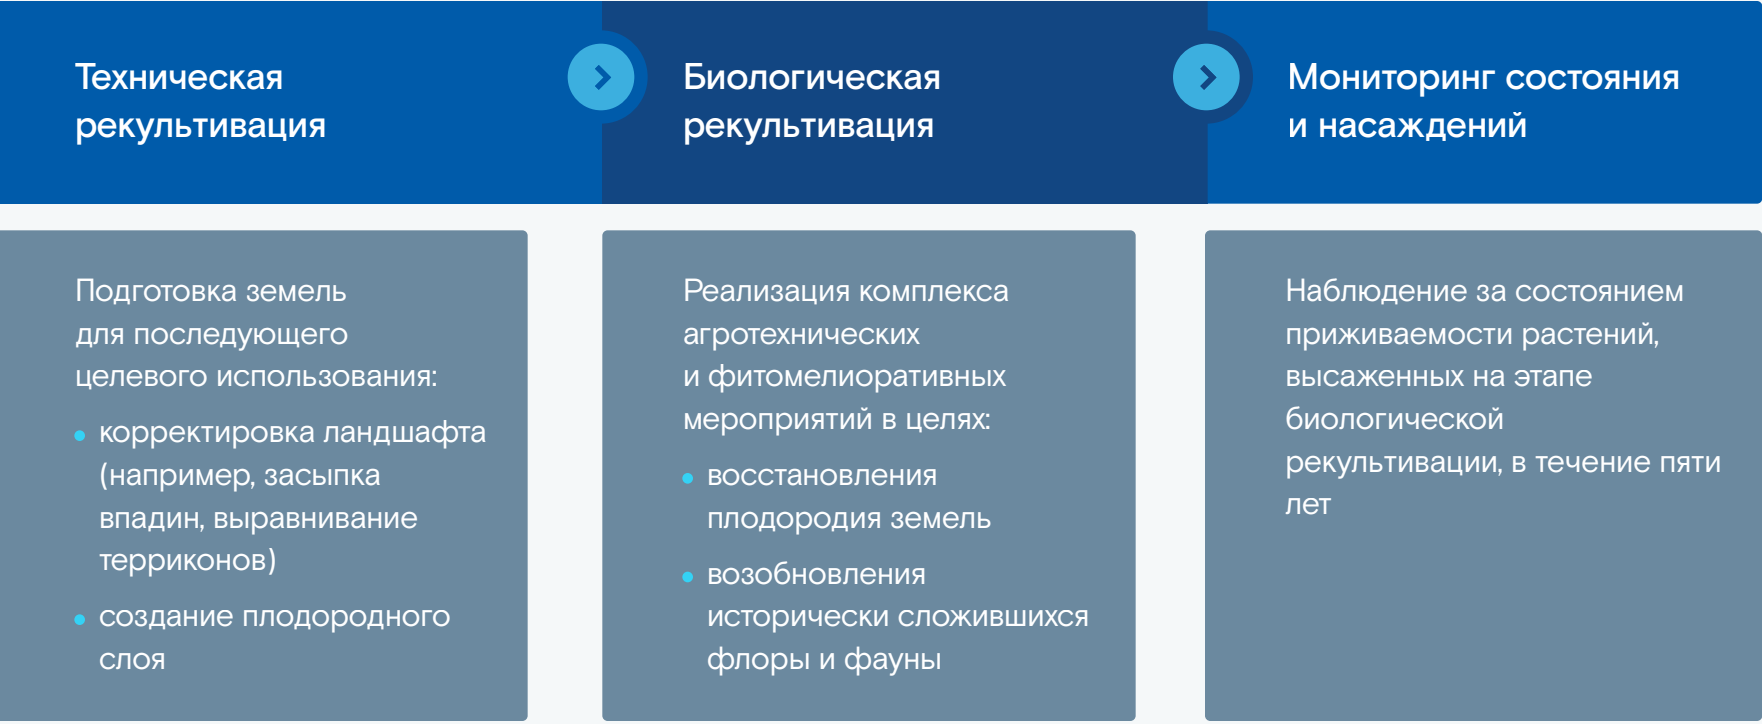 Техническая
рекультивация
Биологическая
рекультивация
Мониторинг состояния
и насаждений
Подготовка земель
для последующего
целевого использования:
корректировка ландшафта
(например, засыпка
впадин, выравнивание
терриконов)
создание плодородного
слоя
Реализация комплекса
агротехнических
и фитомелиоративных
мероприятий в целях:
восстановления
плодородия земель
возобновления
исторически сложившихся
флоры и фауны
Наблюдение за состоянием
приживаемости растений,
высаженных на этапе
биологической
рекультивации, в течение пяти
лет